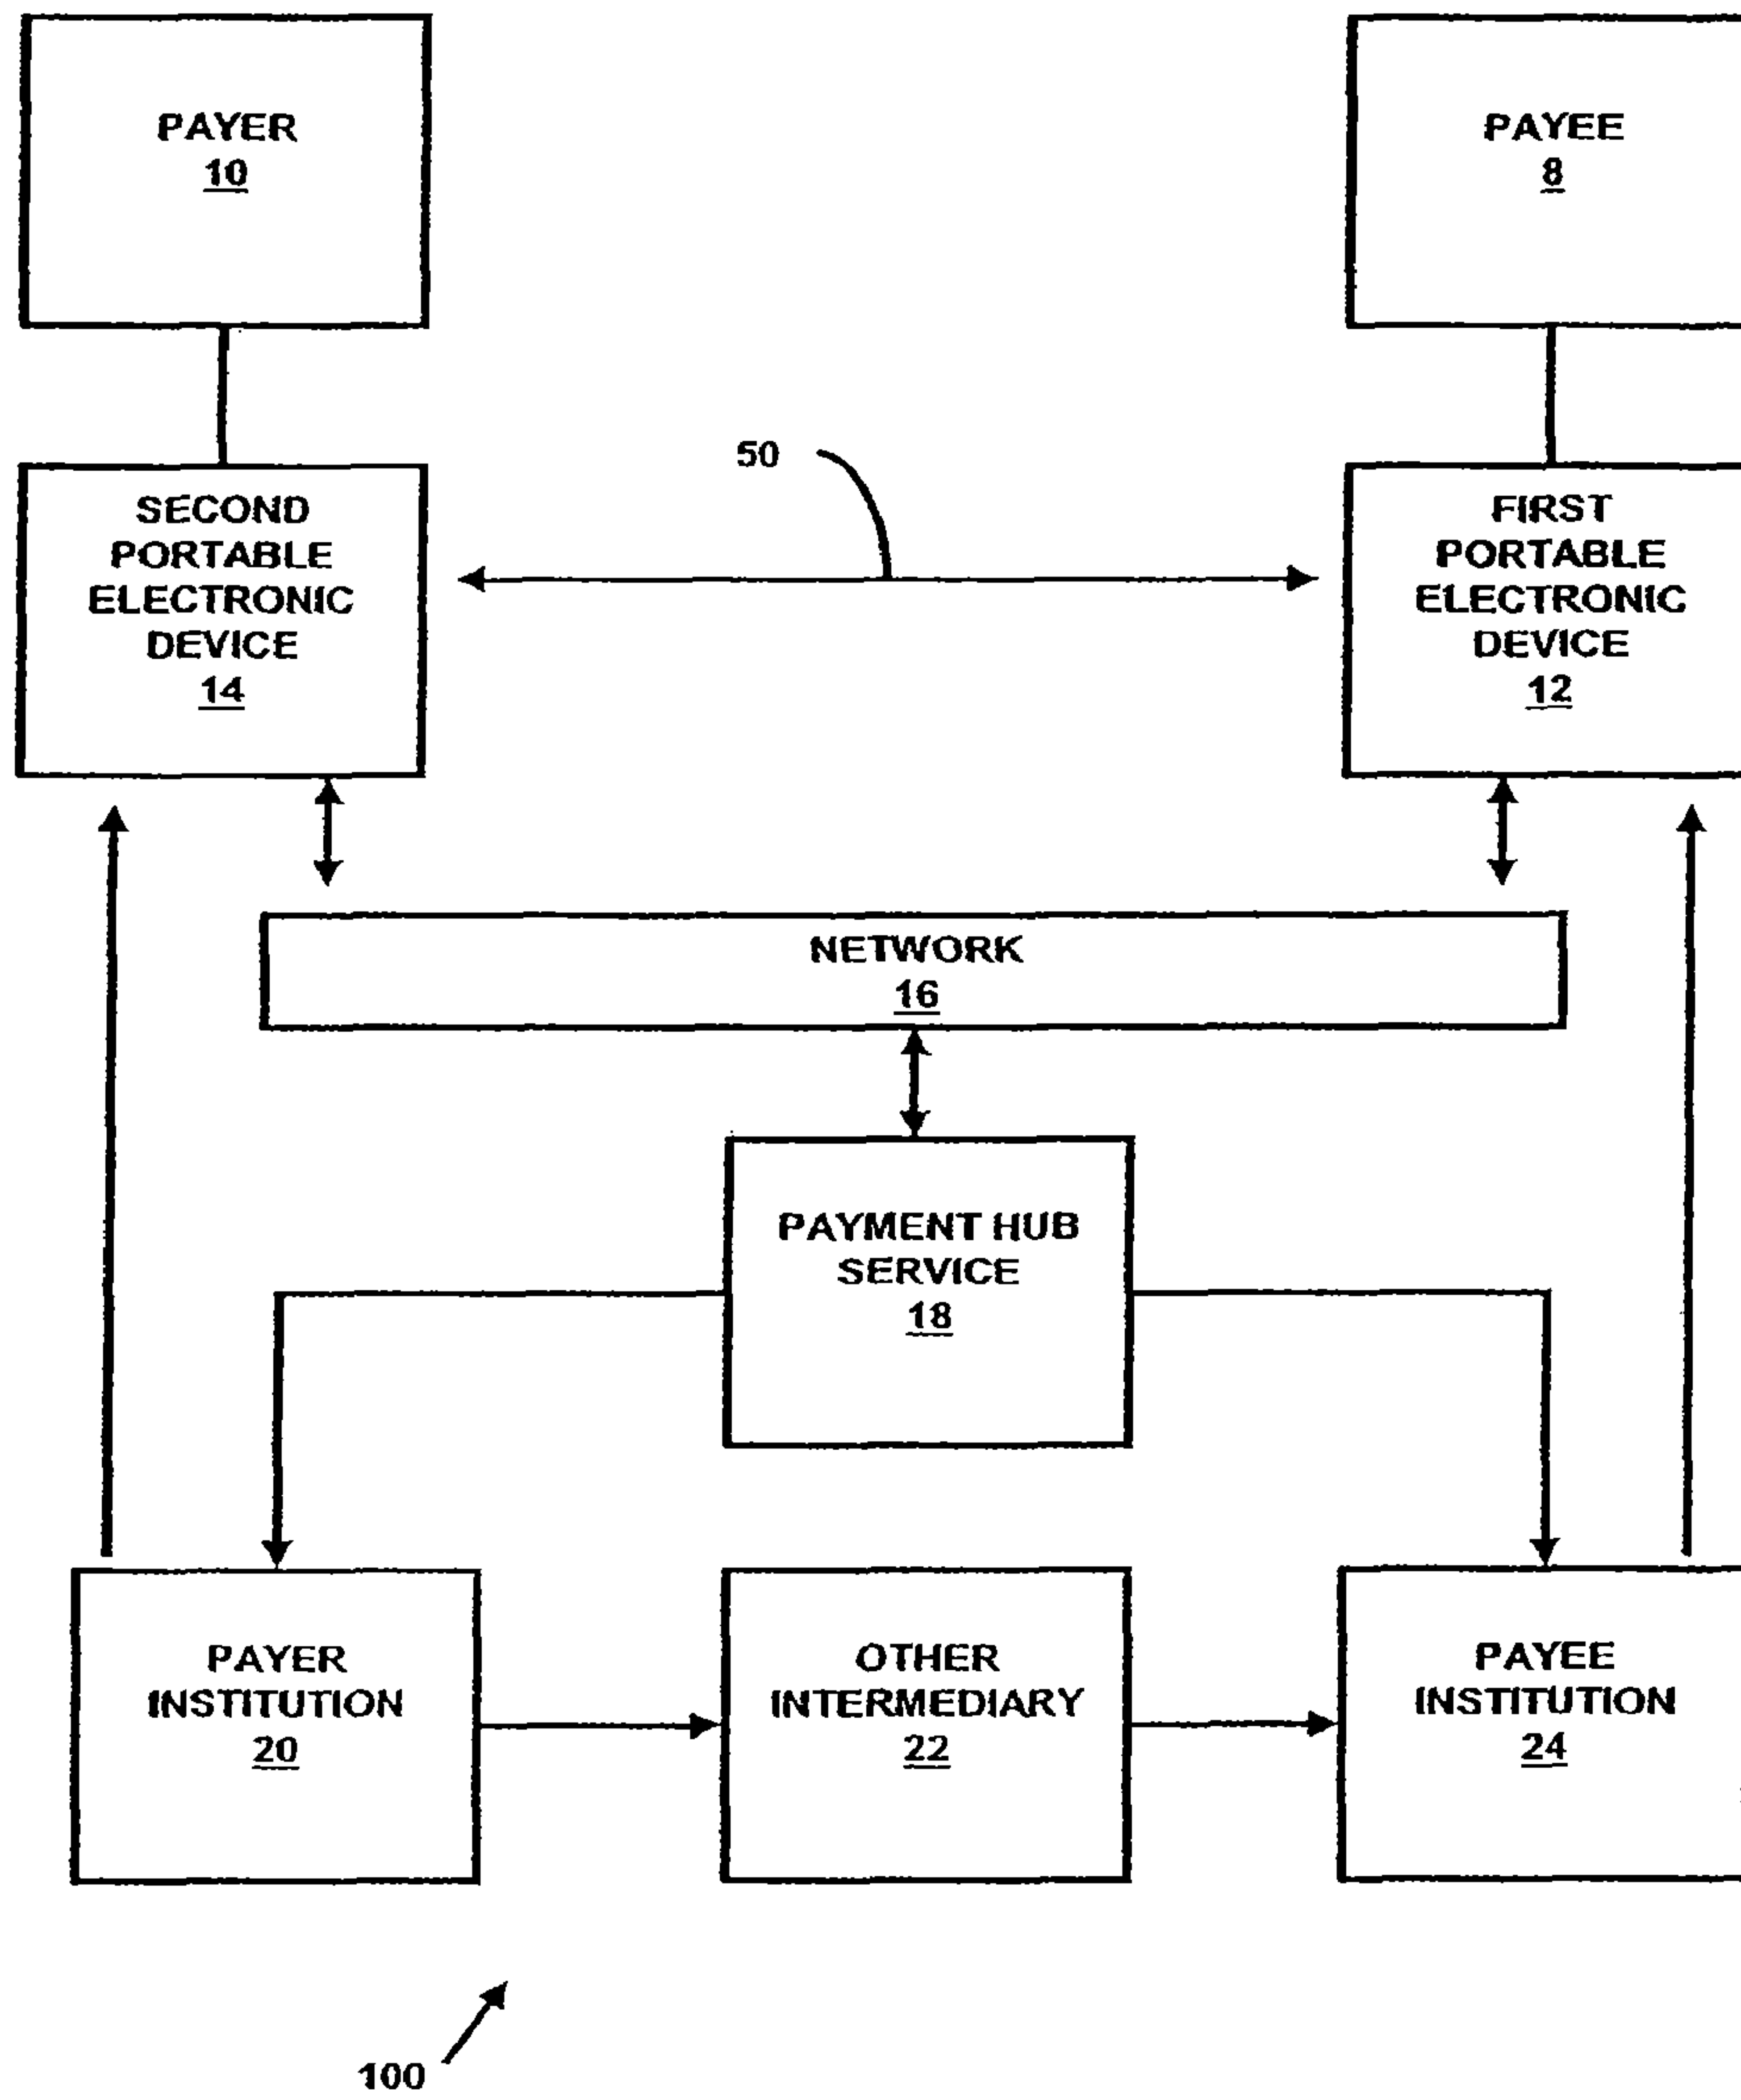 PAYER
10
PAYEE
8
50
SECOND
PORTABLE
ELECTRONIC
DEVICE
14
FIRST
PORTABLE
ELECTRONIC
DEVICE
12
NETWORK
16
PAYMENT HUB
SERVICE
18
PAYER
INSTITUTION
20
OTHER
INTERMEDIARY
22
PAYEE
INSTITUTION
24
100